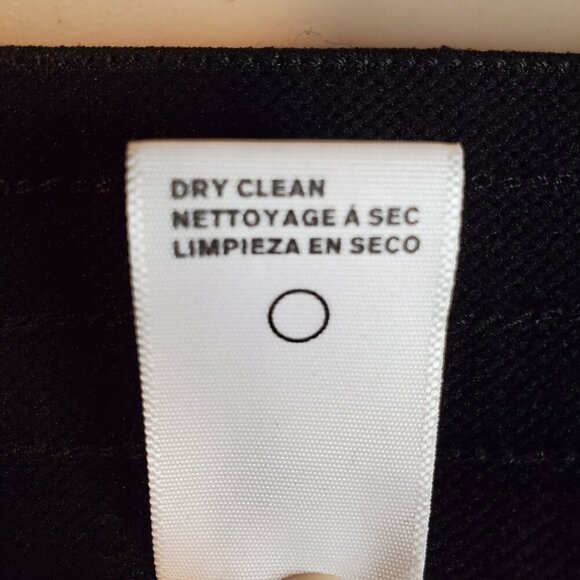 DRY CLEAN
NETTOYAGE Á SEC
LIMPIEZA EN SECO